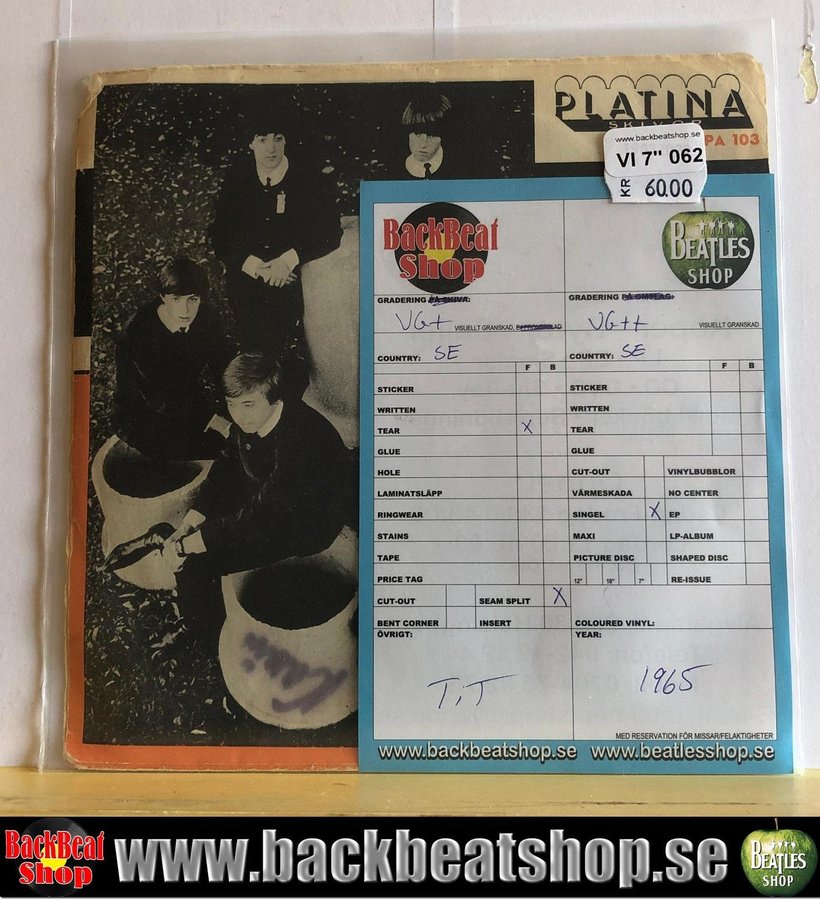 PLATINA
SKIVOR
PA 103
www.backbeatshop.se
VI 7" 062
KR 60.00
BackBeat Shop
BEATLES SHOP
GRADERING PÅ SKIVA:
VG+
VISUELLT GRANSKAD,
COUNTRY: SE
F B
STICKER
WRITTEN
TEAR X
GLUE
HOLE
LAMINATSLÄPP
RINGWEAR
STAINS
TAPE
PRICE TAG
CUT-OUT SEAM SPLIT X
BENT CORNER INSERT
ÖVRIGT:
T.T
GRADERING PÅ OMSLAG:
VG++
VISUELLT GRANSKAD
COUNTRY: SE
F B
STICKER
WRITTEN
TEAR
GLUE
CUT-OUT VINYLBUBBLOR
VÄRMESKADA NO CENTER
SINGEL X EP
MAXI LP-ALBUM
PICTURE DISC SHAPED DISC
12" 10" 7" RE-ISSUE
COLOURED VINYL:
YEAR:
1965
MED RESERVATION FÖR MISSAR/FELAKTIGHETER
www.backbeatshop.se www.beatlesshop.se
BackBeat Shop
www.backbeatshop.se
BEATLES SHOP